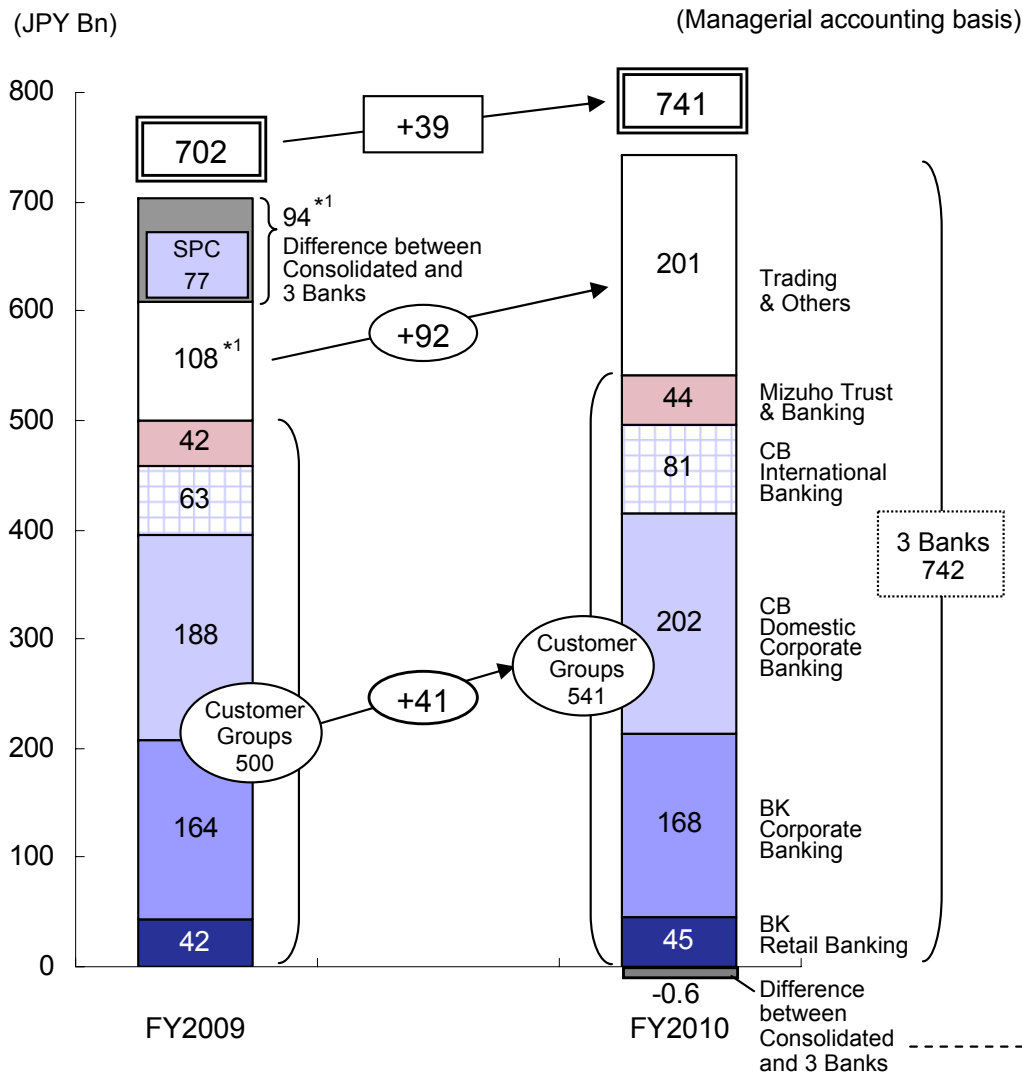 (JPY Bn)
(Managerial accounting basis)
800
700
600
500
400
300
200
100
0
702
+39
741
94 *1
Difference between
Consolidated and
3 Banks
SPC
77
108 *1
+92
201
Trading
& Others
42
44
Mizuho Trust
& Banking
63
81
CB
International
Banking
188
202
CB
Domestic
Corporate
Banking
3 Banks
742
Customer
Groups
500
+41
Customer
Groups
541
164
168
BK
Corporate
Banking
42
45
BK
Retail Banking
-0.6
Difference
between
Consolidated
and 3 Banks
FY2009
FY2010